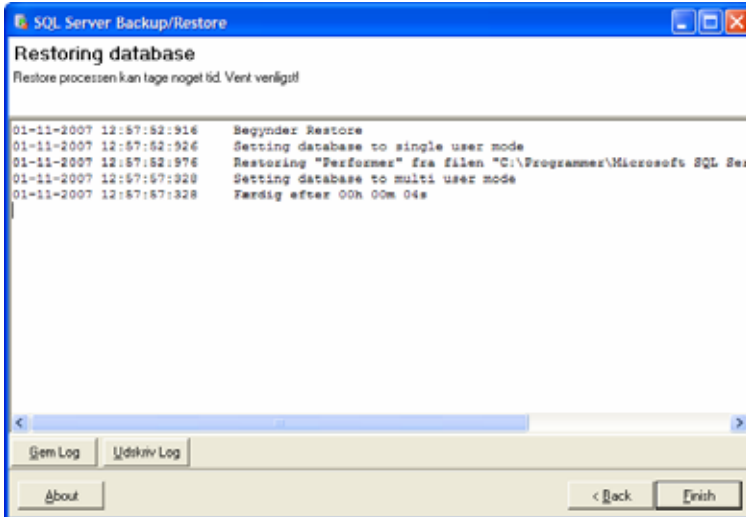 SQL Server Backup/Restore
Restoring database
Restore processen kan tage noget tid. Vent venligst!
01-11-2007 12:57:52:916 Begynder Restore
01-11-2007 12:57:52:926 Setting database to single user mode
01-11-2007 12:57:52:976 Restoring "Performer" fra filen "C:\Programmer\Microsoft SQL Ser
01-11-2007 12:57:57:328 Setting database to multi user mode
01-11-2007 12:57:57:328 Færdig efter 00h 00m 04s
Gem Log Udskriv Log
About < Back Finish